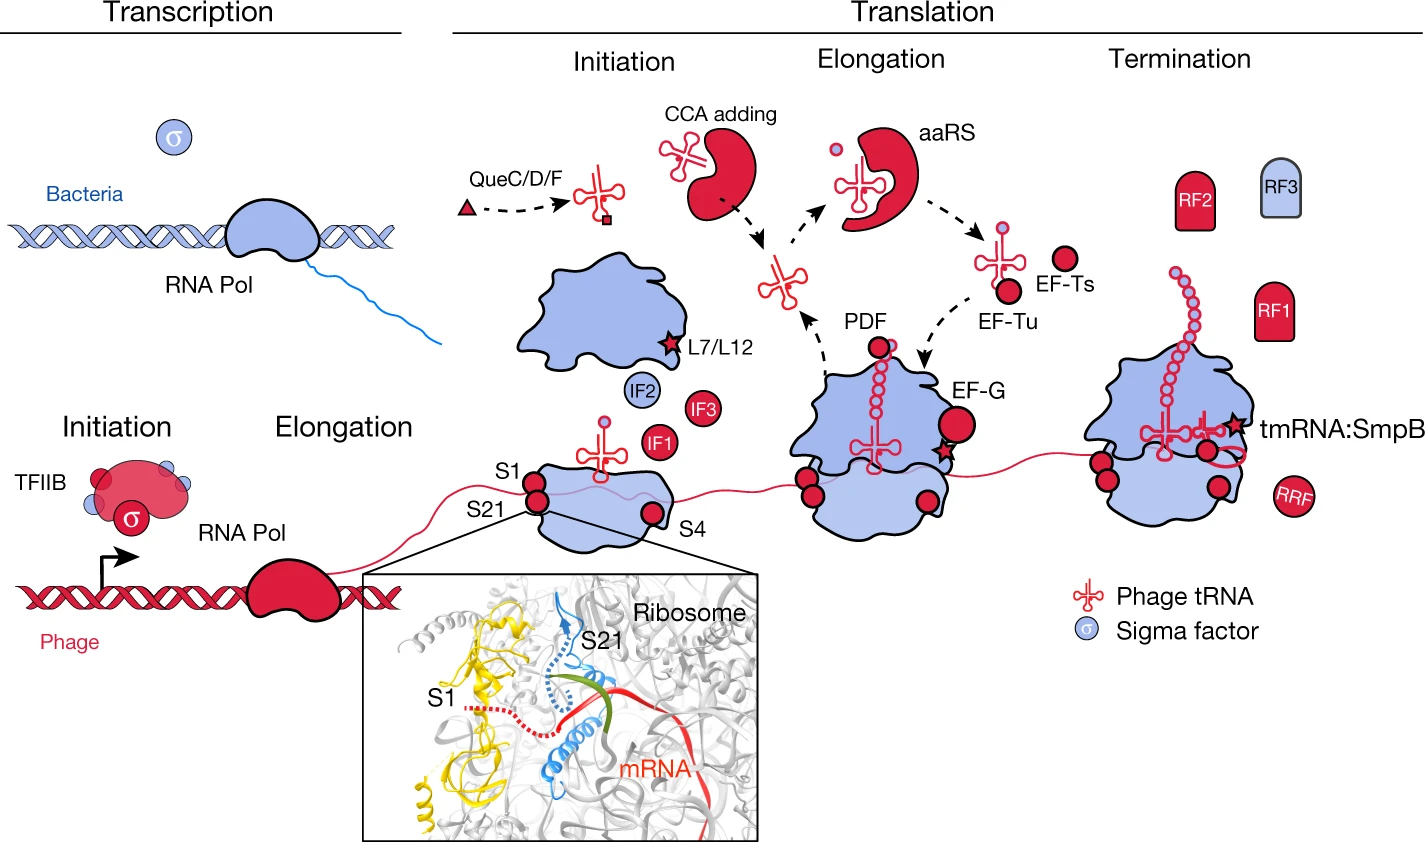 Transcription
Translation
Initiation
Elongation
Termination
σ
Bacteria
RNA Pol
QueC/D/F
CCA adding
aaRS
EF-Ts
EF-Tu
RF2
RF3
RF1
L7/L12
IF2
IF3
IF1
PDF
EF-G
tmRNA:SmpB
RRF
Initiation
Elongation
TFIIB
σ
RNA Pol
Phage
S1
S21
S4
Ribosome
S21
S1
mRNA
Phage tRNA
σ
Sigma factor